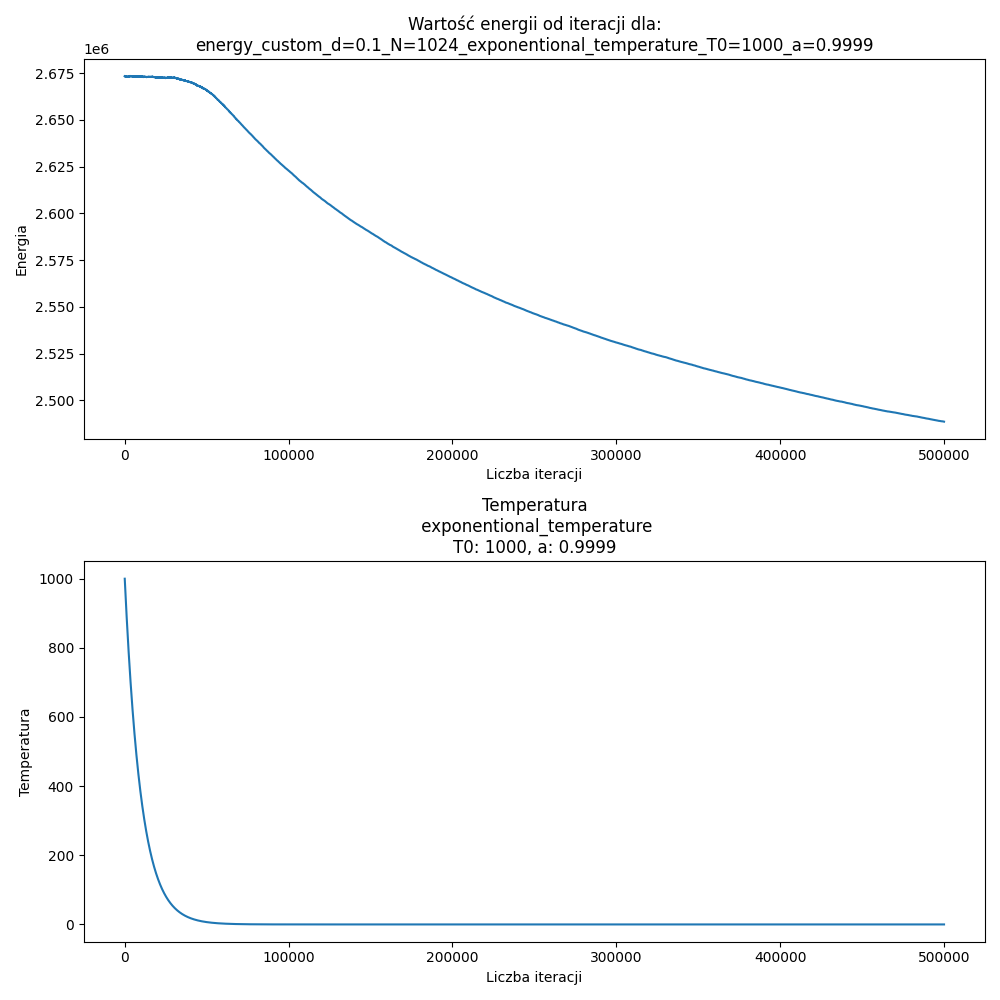 Wartość energii od iteracji dla:
energy_custom_d=0.1_N=1024_exponentional_temperature_T0=1000_a=0.9999
1e6
2.675
2.650
2.625
2.600
2.575
2.550
2.525
2.500
Energia
0
100000
200000
300000
400000
500000
Liczba iteracji
Temperatura
exponentional_temperature
T0: 1000, a: 0.9999
1000
800
600
400
200
0
Temperatura
0
100000
200000
300000
400000
500000
Liczba iteracji